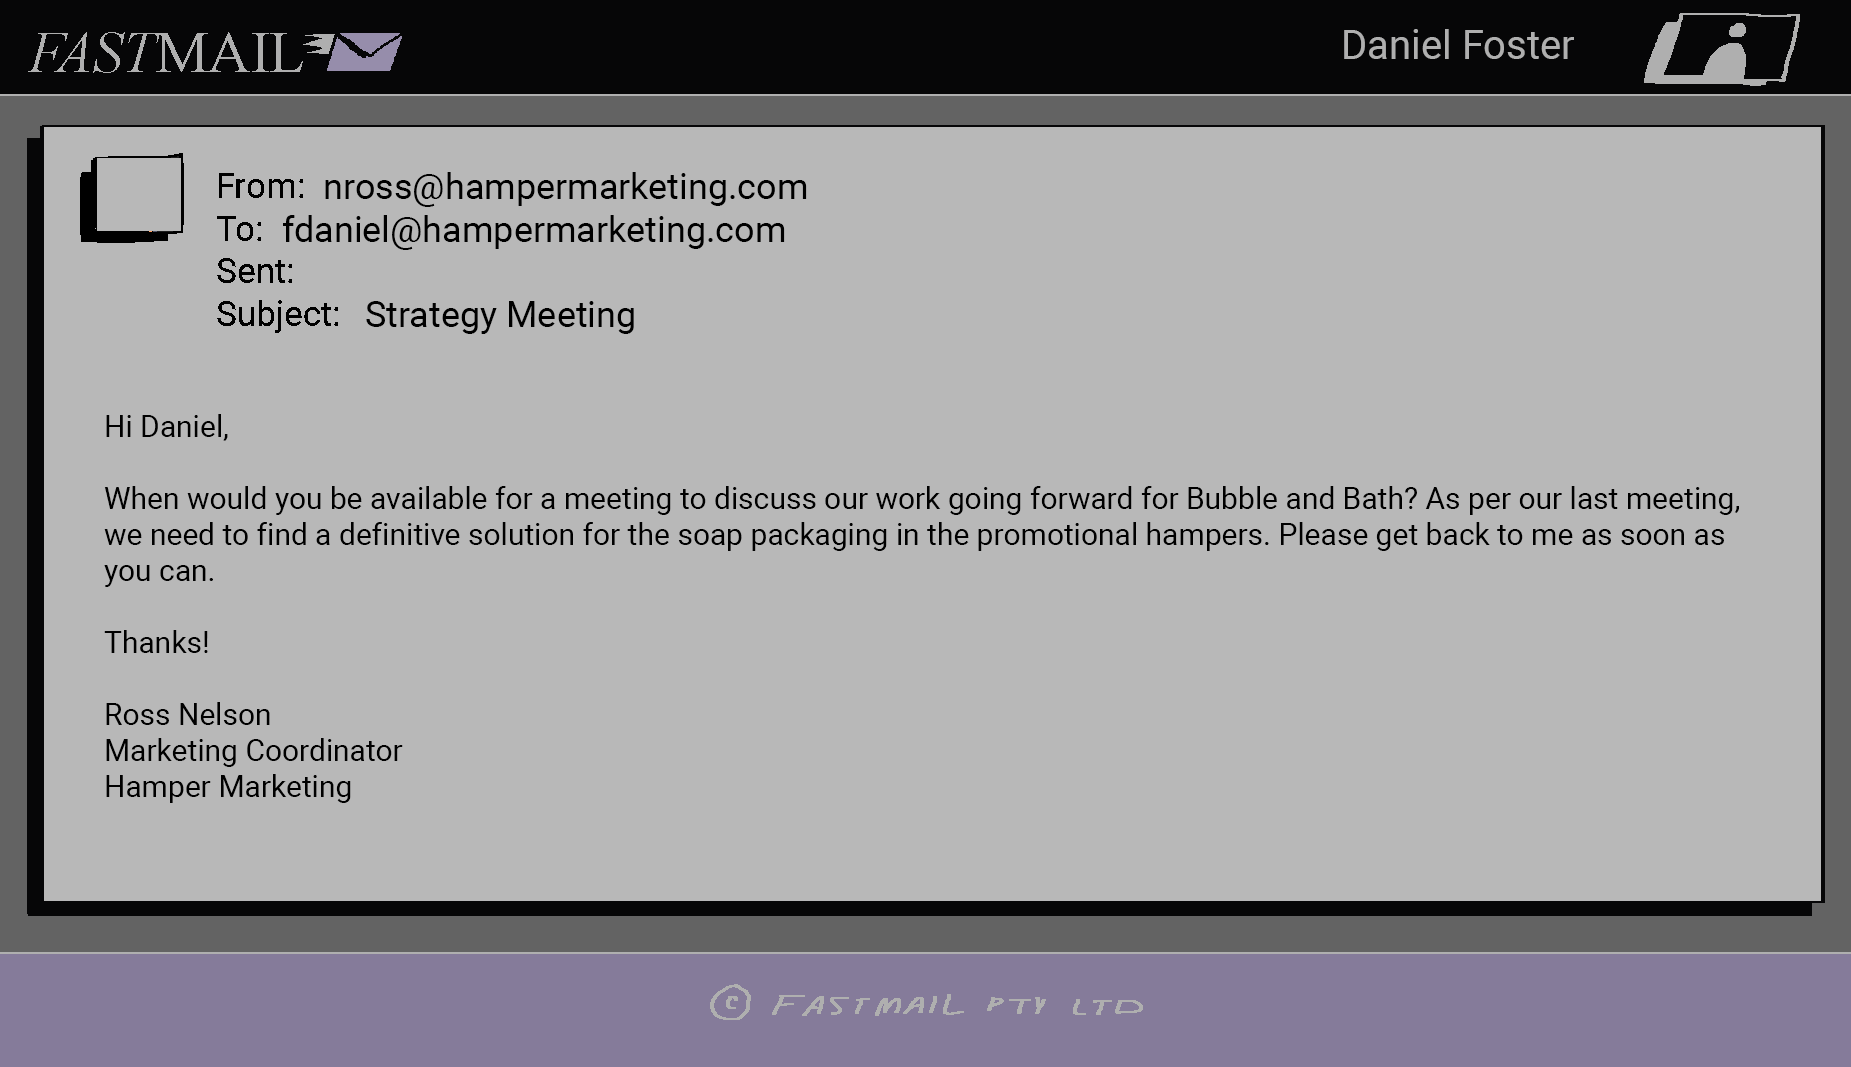 FASTMAIL
Daniel Foster
From: nross@hampermarketing.com
To: fdaniel@hampermarketing.com
Sent:
Subject: Strategy Meeting
Hi Daniel,
When would you be available for a meeting to discuss our work going forward for Bubble and Bath? As per our last meeting,
we need to find a definitive solution for the soap packaging in the promotional hampers. Please get back to me as soon as
you can.
Thanks!
Ross Nelson
Marketing Coordinator
Hamper Marketing
© FASTMAIL PTY LTD